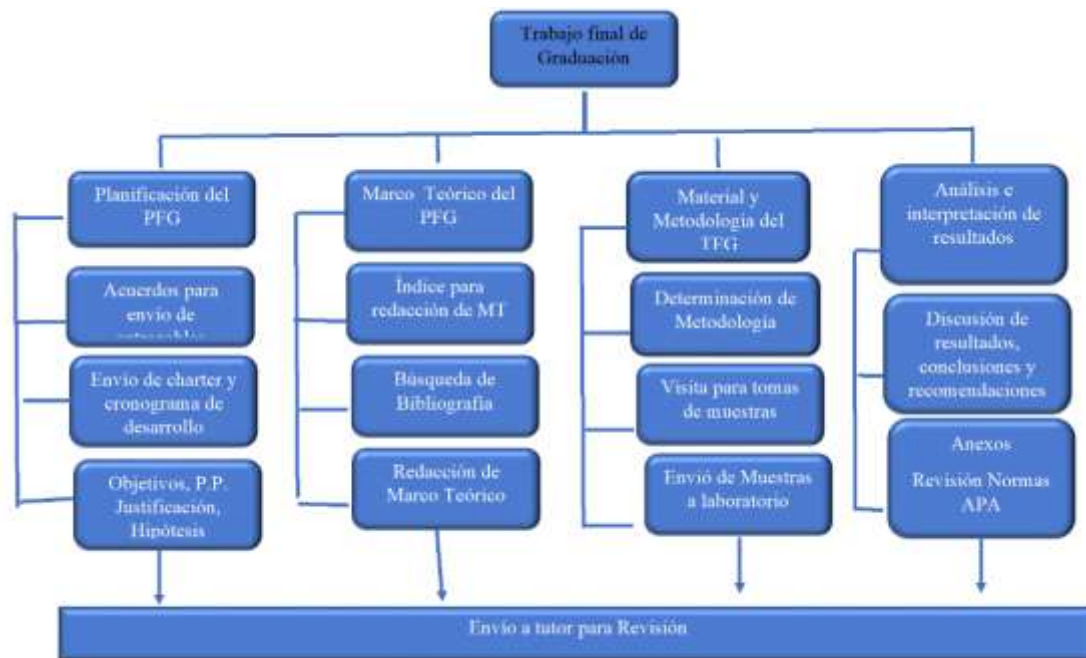 Trabajo final de
Graduación
Planificación del
PFG
Acuerdos para
envío de
Envío de charter y
cronograma de
desarrollo
Objetivos, P.P.
Justificación,
Hipótesis
Marco Teórico del
PFG
Índice para
redacción de MT
Búsqueda de
Bibliografía
Redacción de
Marco Teórico
Material y
Metodología del
TFG
Determinación de
Metodología
Visita para tomas de
muestras
Envió de Muestras
a laboratorio
Análisis e
interpretación de
resultados
Discusión de
resultados,
conclusiones y
recomendaciones
Anexos
Revisión Normas
APA
Envío a tutor para Revisión